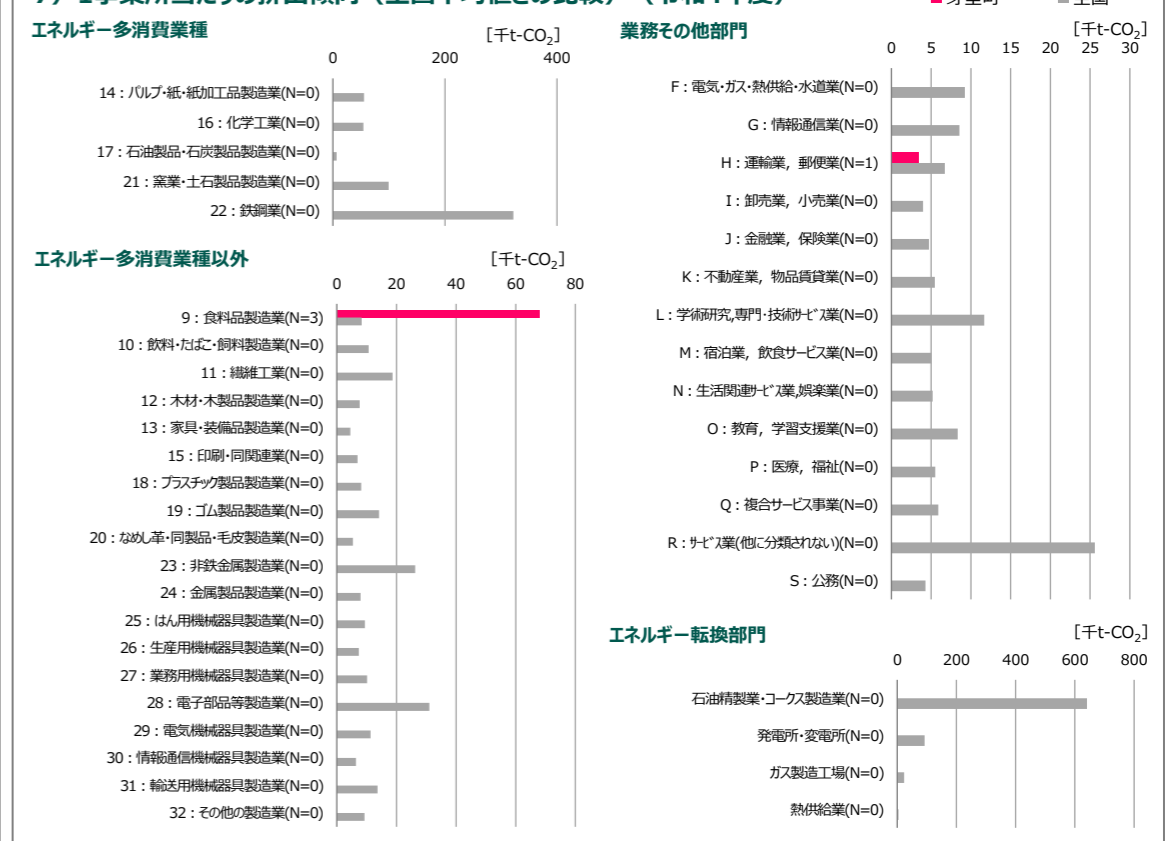 エネルギー多消費業種
[千t-CO2]
0 200 400
14：パルプ・紙・紙加工品製造業(N=0)
16：化学工業(N=0)
17：石油製品・石炭製品製造業(N=0)
21：窯業・土石製品製造業(N=0)
22：鉄鋼業(N=0)
エネルギー多消費業種以外
[千t-CO2]
0 20 40 60 80
9：食料品製造業(N=3)
10：飲料・たばこ・飼料製造業(N=0)
11：繊維工業(N=0)
12：木材・木製品製造業(N=0)
13：家具・装備品製造業(N=0)
15：印刷・同関連業(N=0)
18：プラスチック製品製造業(N=0)
19：ゴム製品製造業(N=0)
20：なめし革・同製品・毛皮製造業(N=0)
23：非鉄金属製造業(N=0)
24：金属製品製造業(N=0)
25：はん用機械器具製造業(N=0)
26：生産用機械器具製造業(N=0)
27：業務用機械器具製造業(N=0)
28：電子部品等製造業(N=0)
29：電気機械器具製造業(N=0)
30：情報通信機械器具製造業(N=0)
31：輸送用機械器具製造業(N=0)
32：その他の製造業(N=0)
業務その他部門
[千t-CO2]
0 5 10 15 20 25 30
F：電気・ガス・熱供給・水道業(N=0)
G：情報通信業(N=0)
H：運輸業，郵便業(N=1)
I：卸売業，小売業(N=0)
J：金融業，保険業(N=0)
K：不動産業，物品賃貸業(N=0)
L：学術研究,専門・技術サービス業(N=0)
M：宿泊業，飲食サービス業(N=0)
N：生活関連サービス業,娯楽業(N=0)
O：教育，学習支援業(N=0)
P：医療，福祉(N=0)
Q：複合サービス事業(N=0)
R：サービス業(他に分類されない)(N=0)
S：公務(N=0)
エネルギー転換部門
[千t-CO2]
0 200 400 600 800
石油精製業・コークス製造業(N=0)
発電所・変電所(N=0)
ガス製造工場(N=0)
熱供給業(N=0)